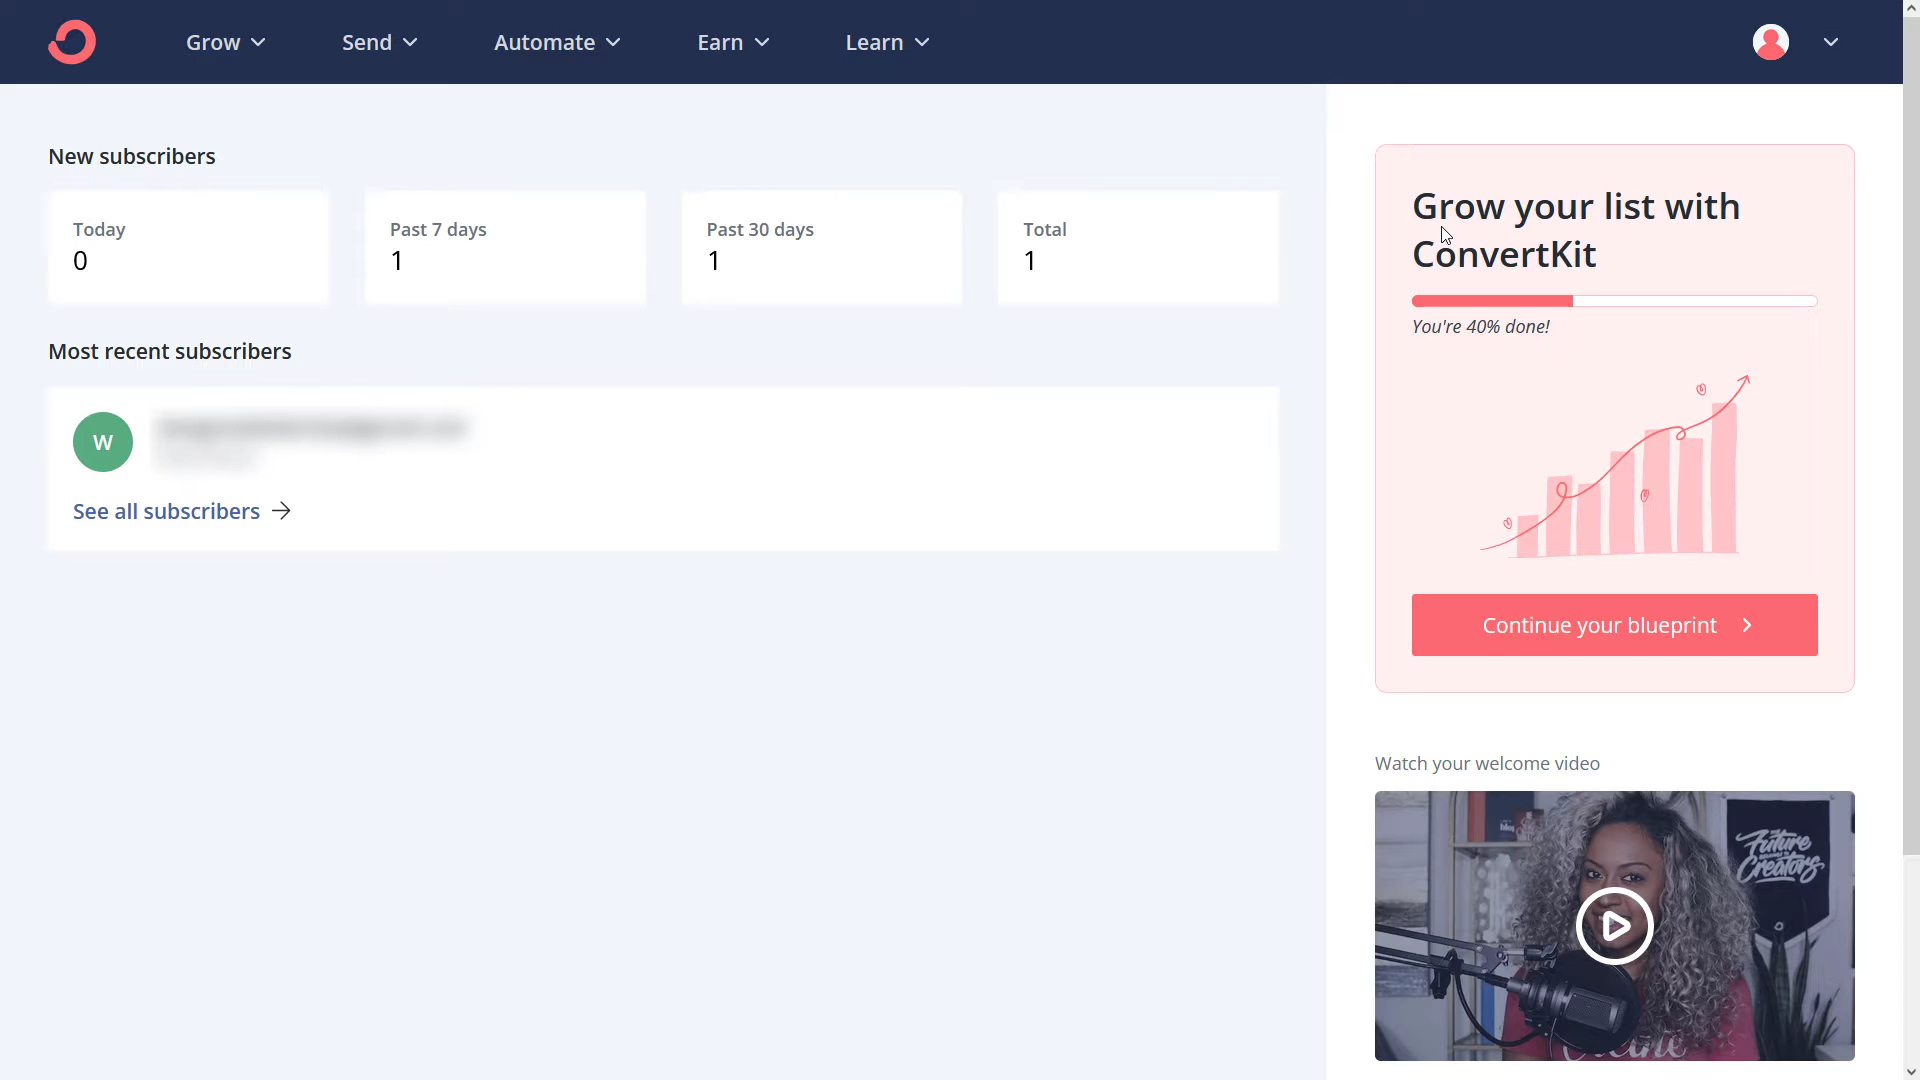 Grow
Send
Automate
Earn
Learn
New subscribers
Today
0
Past 7 days
1
Past 30 days
1
Total
1
Most recent subscribers
W
See all subscribers
Grow your list with
ConvertKit
You're 40% done!
Continue your blueprint
Watch your welcome video
Future
Creators